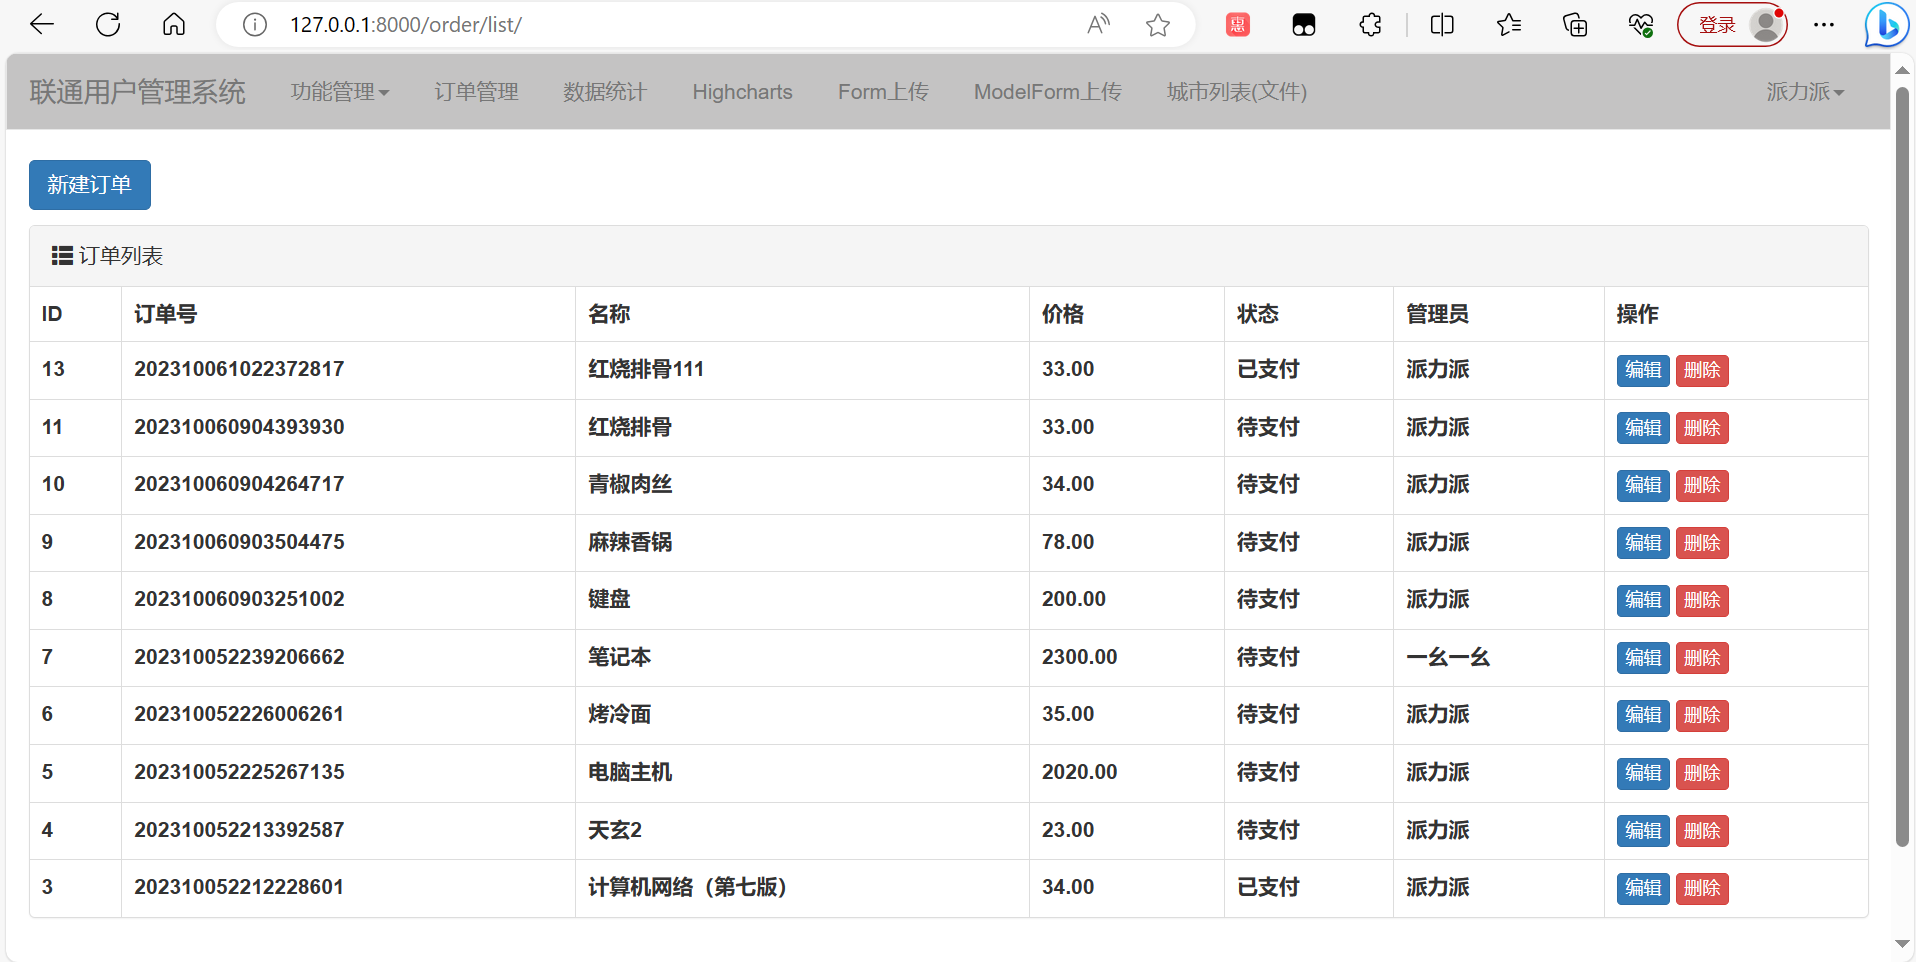 127.0.0.1:8000/order/list/
惠
登录
联通用户管理系统 功能管理 订单管理 数据统计 Highcharts Form上传 ModelForm上传 城市列表(文件) 派力派
新建订单
订单列表
ID 订单号 名称 价格 状态 管理员 操作
13 202310061022372817 红烧排骨111 33.00 已支付 派力派 编辑 删除
11 202310060904393930 红烧排骨 33.00 待支付 派力派 编辑 删除
10 202310060904264717 青椒肉丝 34.00 待支付 派力派 编辑 删除
9 202310060903504475 麻辣香锅 78.00 待支付 派力派 编辑 删除
8 202310060903251002 键盘 200.00 待支付 派力派 编辑 删除
7 202310052239206662 笔记本 2300.00 待支付 一幺一幺 编辑 删除
6 202310052226006261 烤冷面 35.00 待支付 派力派 编辑 删除
5 202310052225267135 电脑主机 2020.00 待支付 派力派 编辑 删除
4 202310052213392587 天玄2 23.00 待支付 派力派 编辑 删除
3 202310052212228601 计算机网络（第七版） 34.00 已支付 派力派 编辑 删除